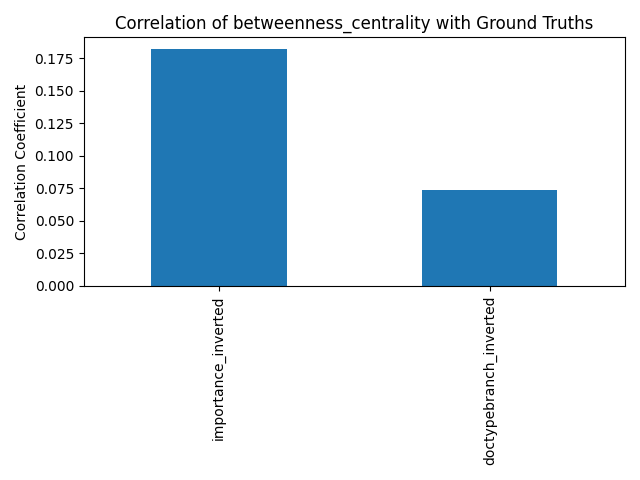 Correlation of betweenness_centrality with Ground Truths
Correlation Coefficient
0.175
0.150
0.125
0.100
0.075
0.050
0.025
0.000
importance_inverted
doctypebranch_inverted